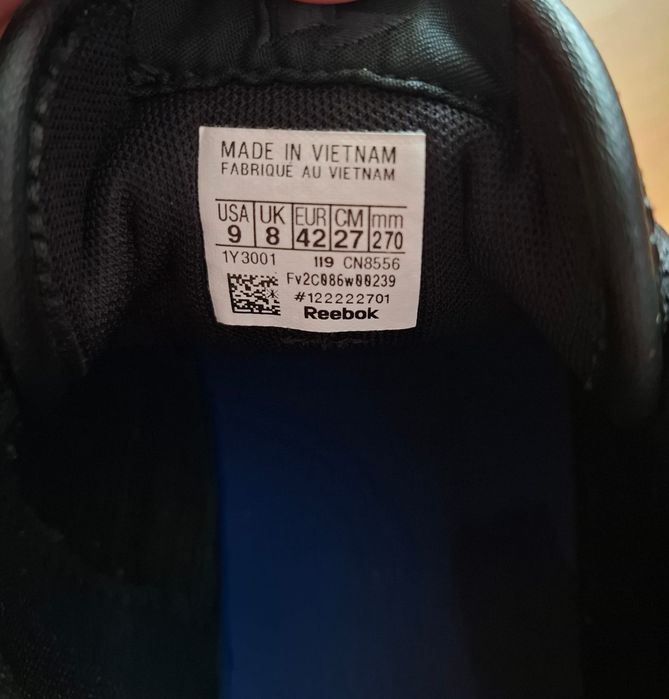 MADE IN VIETNAM
FABRIQUÉ AU VIETNAM
USA UK EUR CM mm
9 8 42 27 270
1Y3001 119 CN8556
Fv2C086w00239
#122222701
Reebok